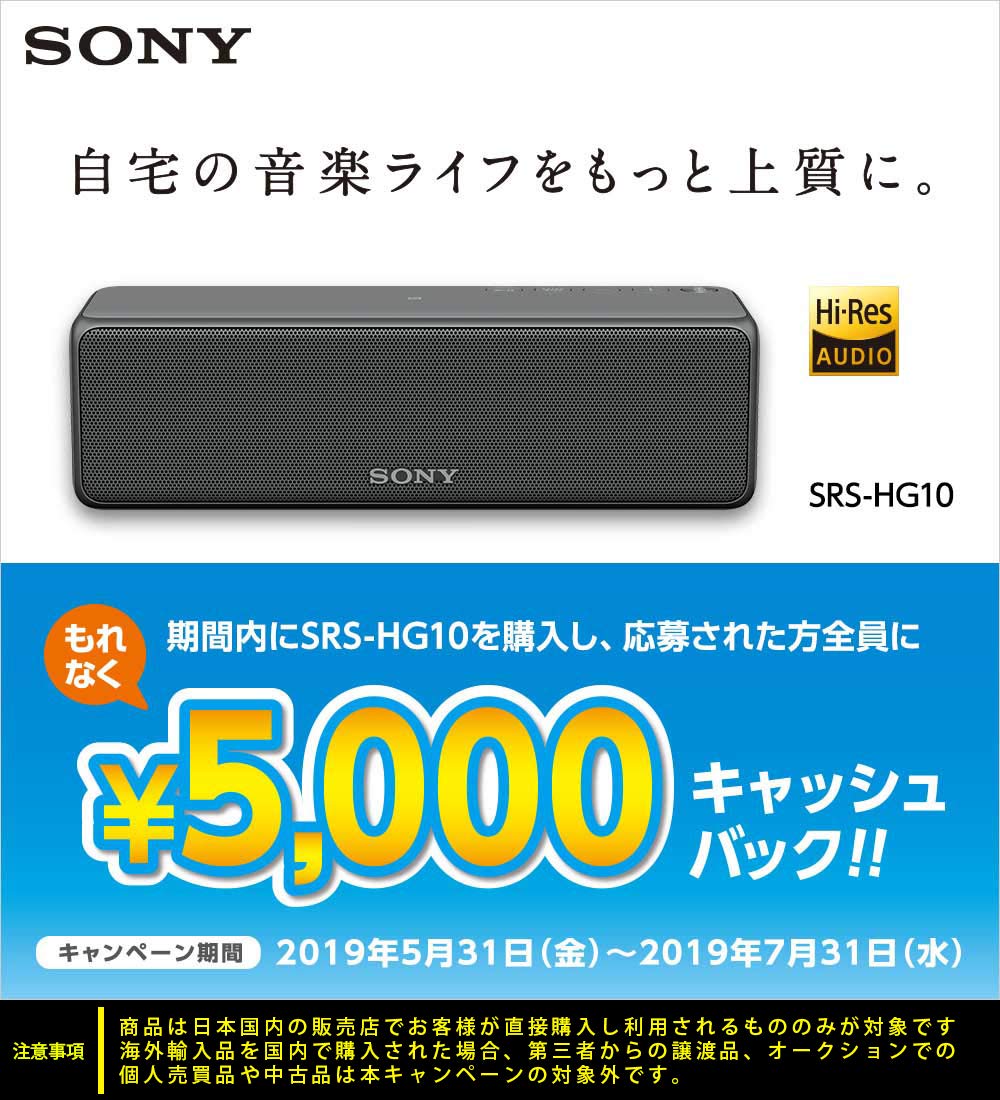 SONY
自宅の音楽ライフをもっと上質に。
Hi-Res
AUDIO
SONY
SRS-HG10
もれ
なく
期間内にSRS-HG10を購入し、応募された方全員に
¥5,000
キャッシュ
バック!!
キャンペーン期間
2019年5月31日(金)～2019年7月31日(水)
注意事項
商品は日本国内の販売店でお客様が直接購入し利用されるもののみが対象です
海外輸入品を国内で購入された場合、第三者からの譲渡品、オークションでの
個人売買品や中古品は本キャンペーンの対象外です。